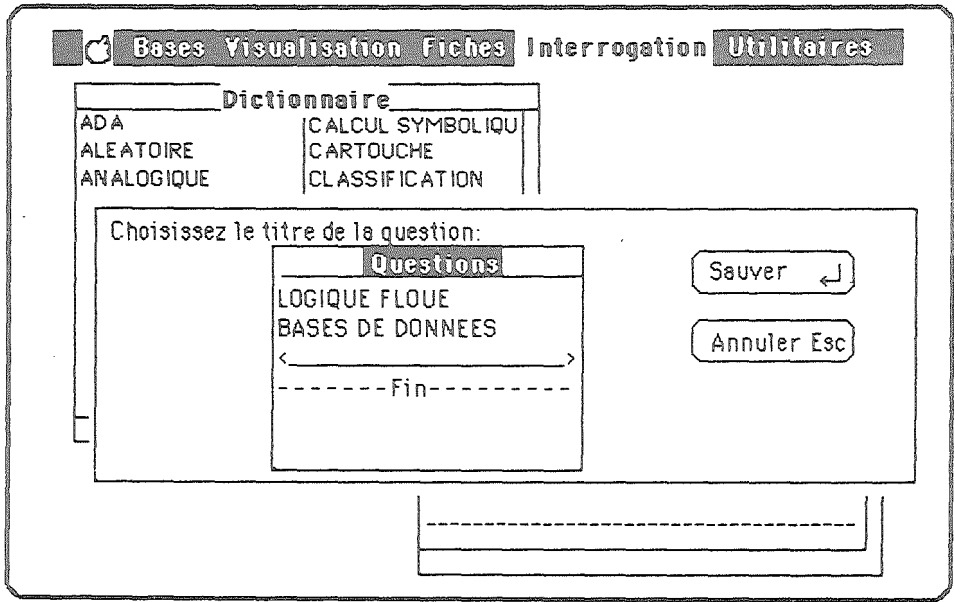 Bases Visualisation Fiches Interrogation Utilitaires
Dictionnaire
ADA CALCUL SYMBOLIQU
ALEATOIRE CARTOUCHE
ANALOGIQUE CLASSIFICATION
Choisissez le titre de la question:
Questions
LOGIQUE FLOUE
BASES DE DONNEES
<____________________>
--------Fin----------
Sauver ↵
Annuler Esc